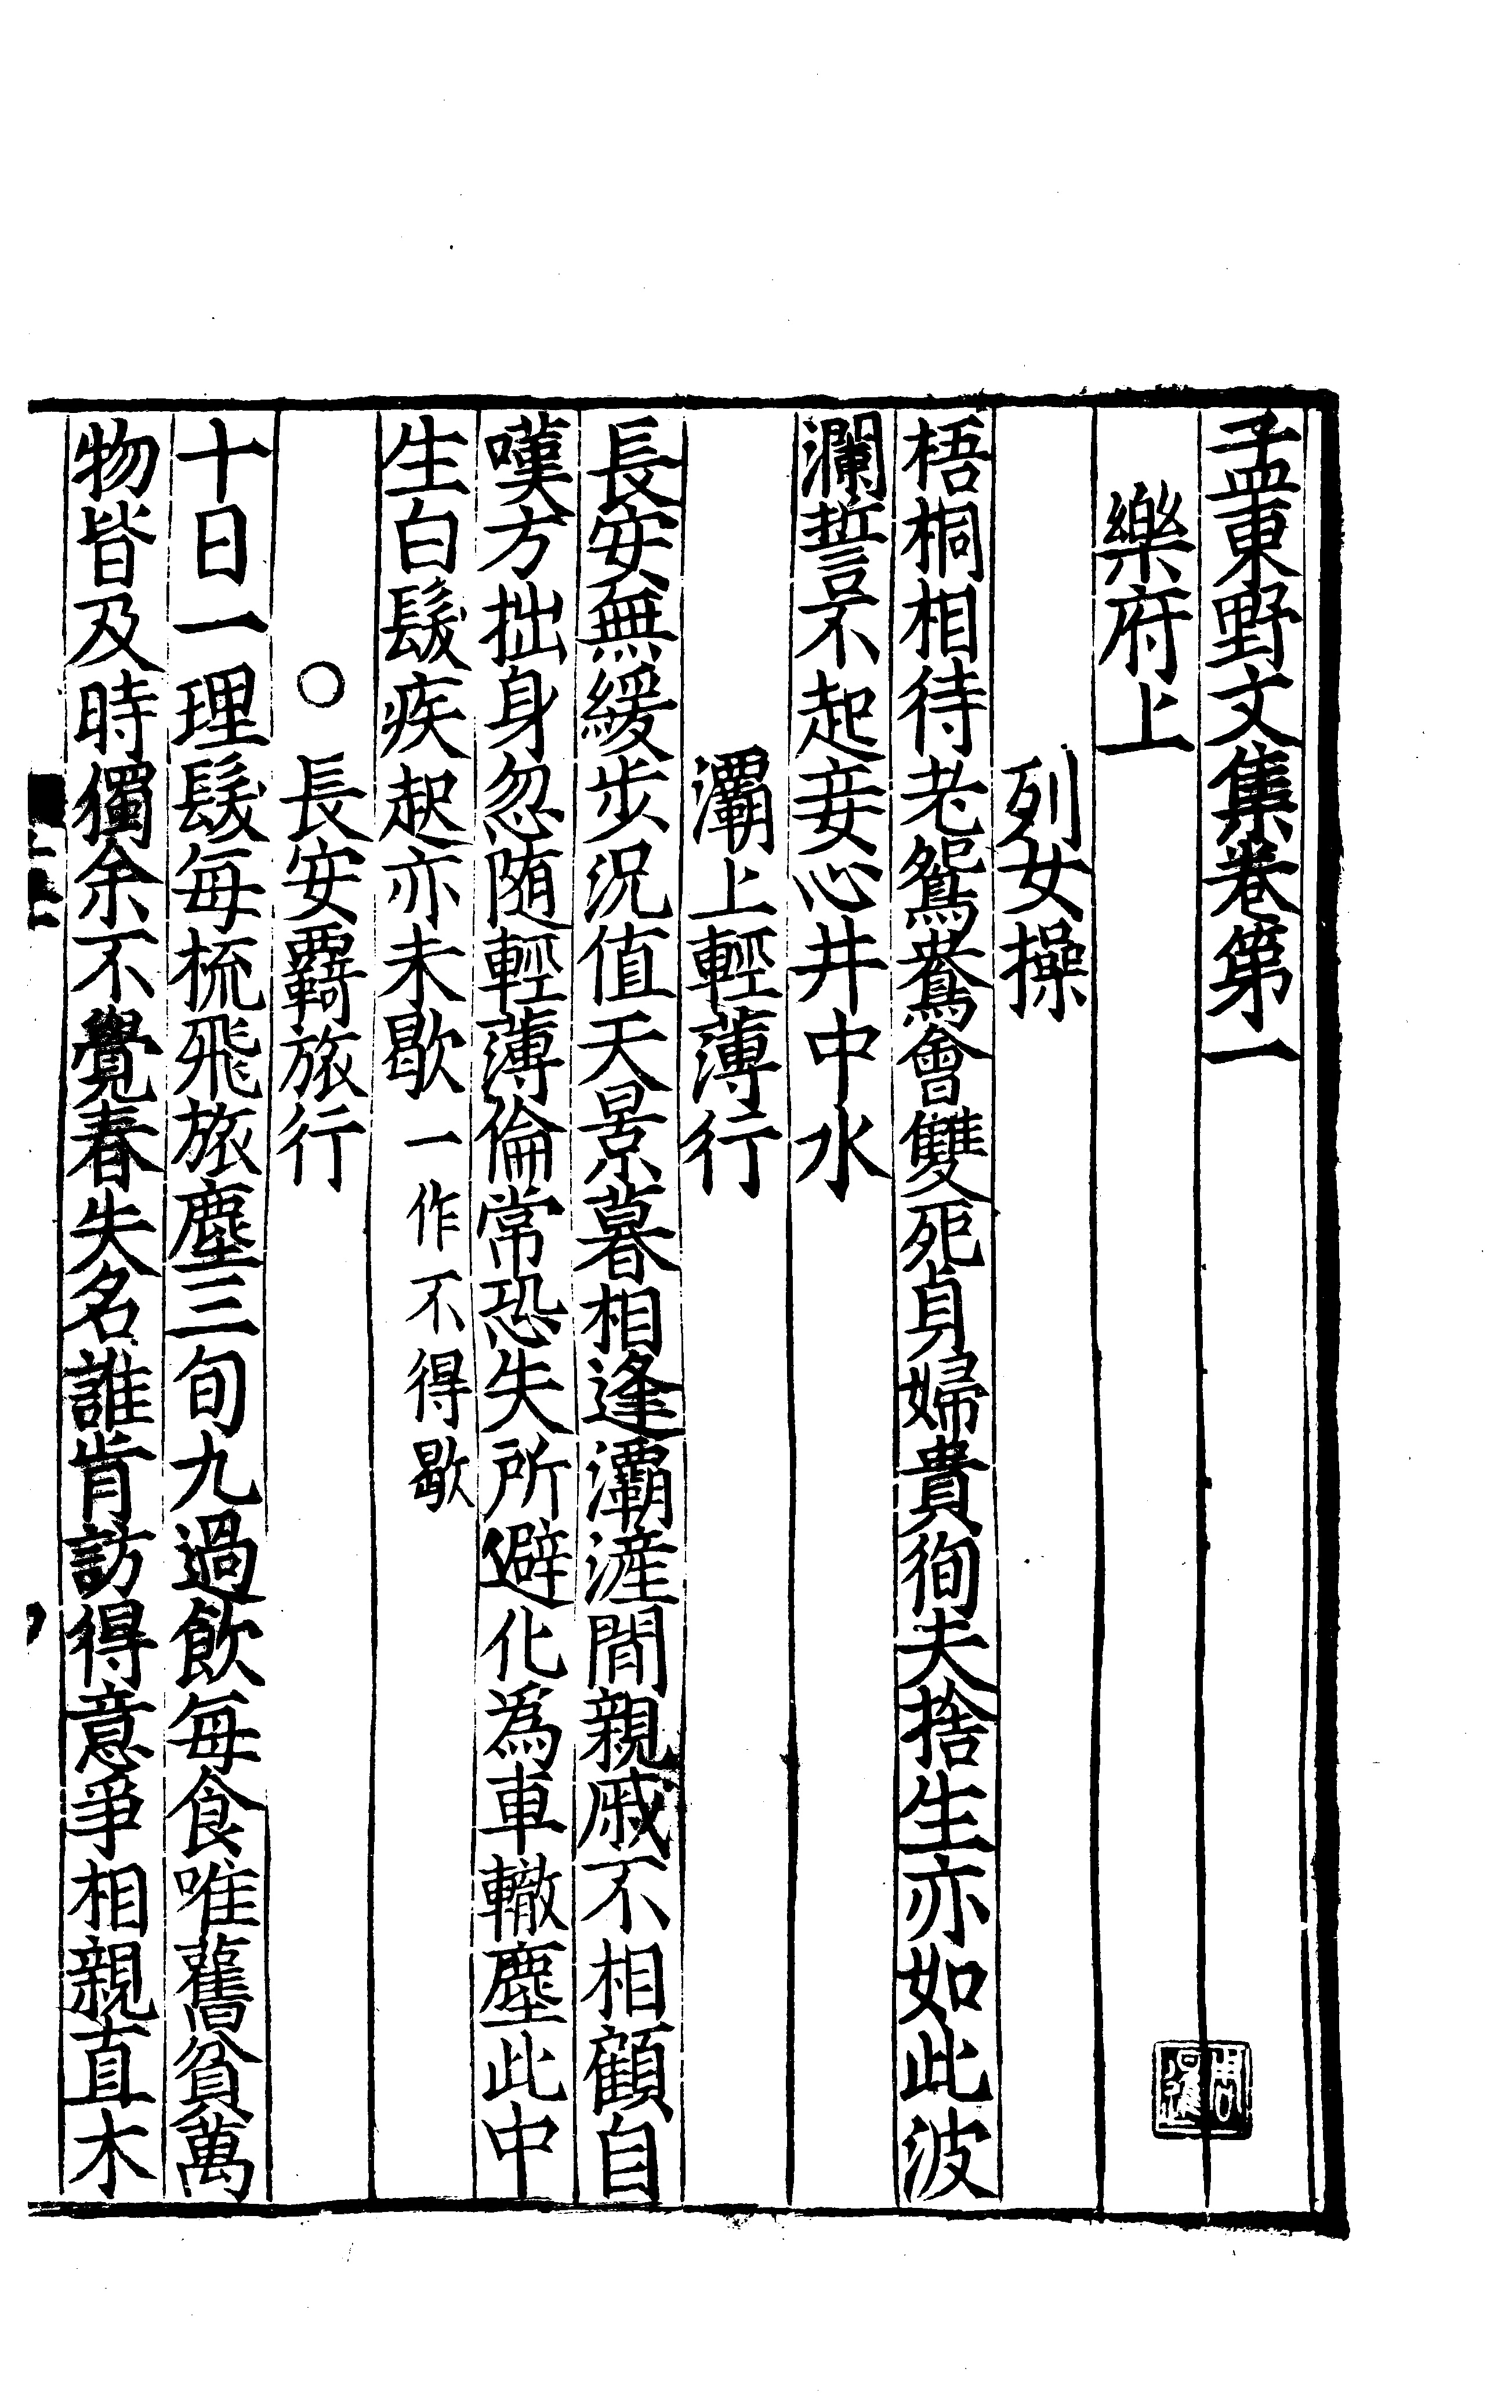 孟東野文集卷第一
樂府上
列女操
梧桐相待老鴛鴦會雙死貞婦貴徇夫捨生亦如此波
瀾誓不起妾心井中水
灞上輕薄行
長安無緩步況值天景暮相逢灞滻間親戚不相顧自
嘆方拙身忽隨輕薄倫常恐失所避化為車轍塵此中
生白髮疾起亦未歇一作不得歇
○長安羈旅行
十日一理髮每梳飛旅塵三旬九過飲每食唯舊貧萬
物皆及時獨余不覺春失名誰肯訪得意爭相親直木